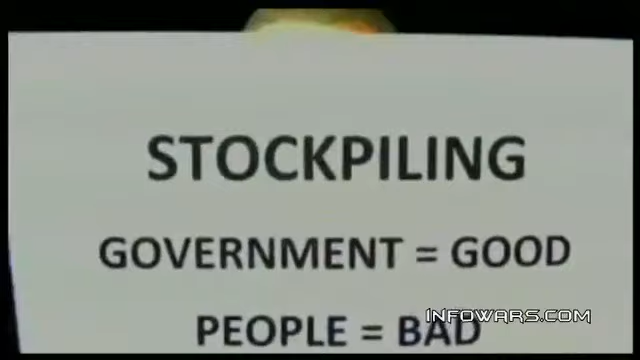 STOCKPILING
GOVERNMENT = GOOD
INFOWARS.COM
PEOPLE = BAD